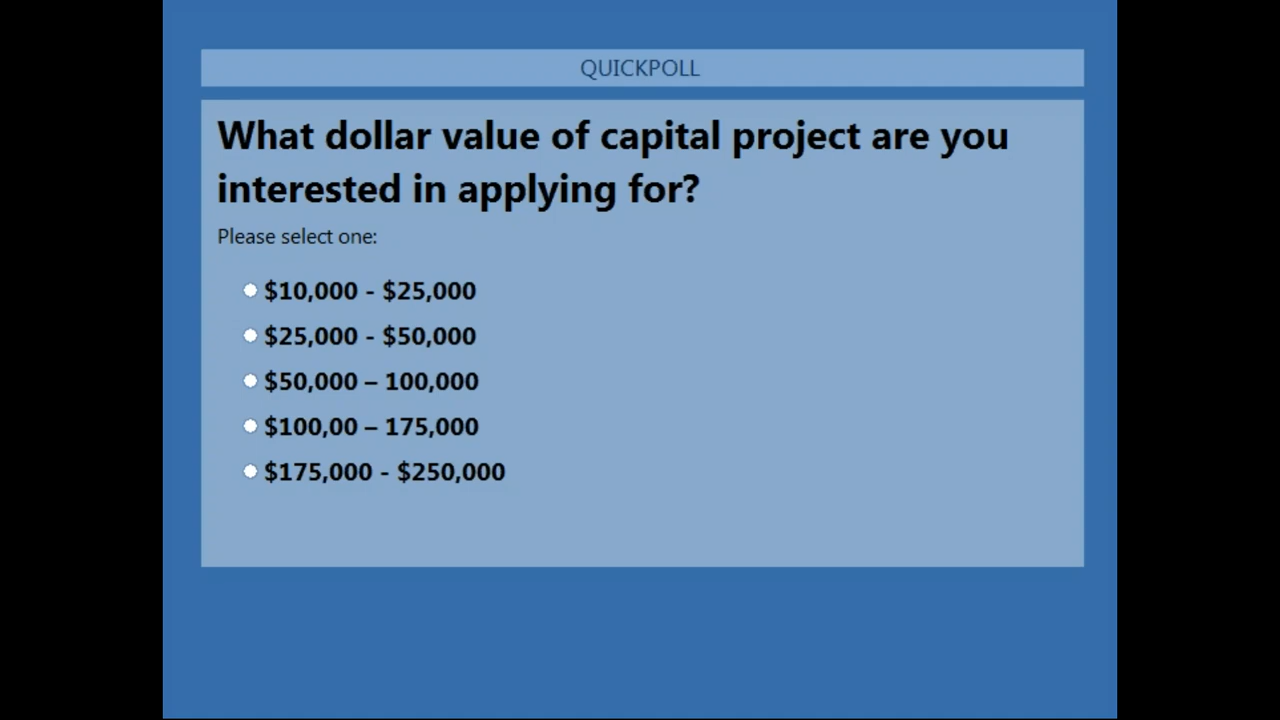 QUICKPOLL
What dollar value of capital project are you
interested in applying for?
Please select one:
$10,000 - $25,000
$25,000 - $50,000
$50,000 – 100,000
$100,00 – 175,000
$175,000 - $250,000